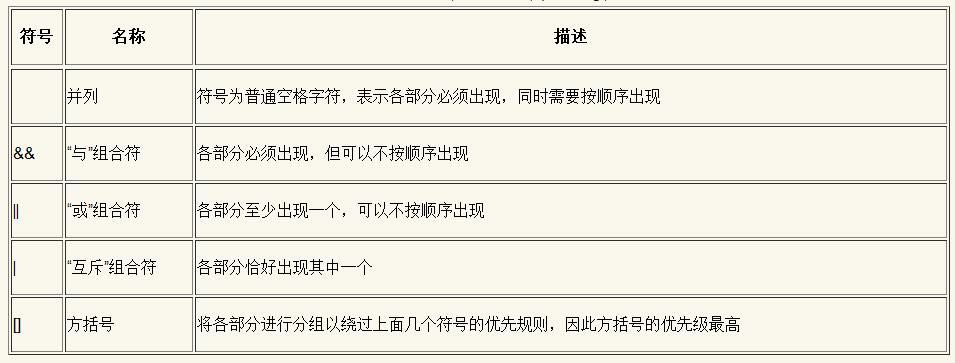 符号 名称 描述
并列 符号为普通空格字符，表示各部分必须出现，同时需要按顺序出现
&& “与”组合符 各部分必须出现，但可以不按顺序出现
|| “或”组合符 各部分至少出现一个，可以不按顺序出现
| “互斥”组合符 各部分恰好出现其中一个
[] 方括号 将各部分进行分组以绕过上面几个符号的优先规则，因此方括号的优先级最高